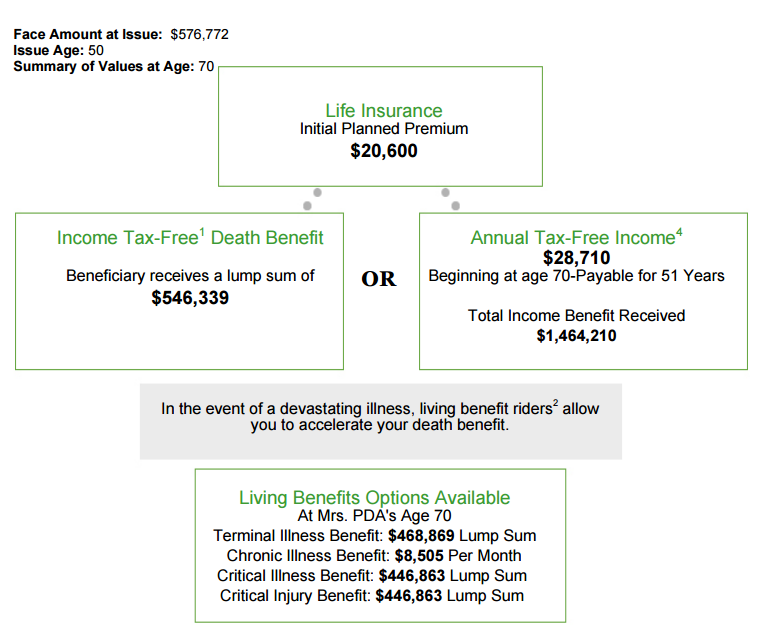 Face Amount at Issue: $576,772
Issue Age: 50
Summary of Values at Age: 70
Life Insurance
Initial Planned Premium
$20,600
Income Tax-Free1 Death Benefit
Beneficiary receives a lump sum of
$546,339
OR
Annual Tax-Free Income4
$28,710
Beginning at age 70-Payable for 51 Years
Total Income Benefit Received
$1,464,210
In the event of a devastating illness, living benefit riders2 allow
you to accelerate your death benefit.
Living Benefits Options Available
At Mrs. PDA's Age 70
Terminal Illness Benefit: $468,869 Lump Sum
Chronic Illness Benefit: $8,505 Per Month
Critical Illness Benefit: $446,863 Lump Sum
Critical Injury Benefit: $446,863 Lump Sum